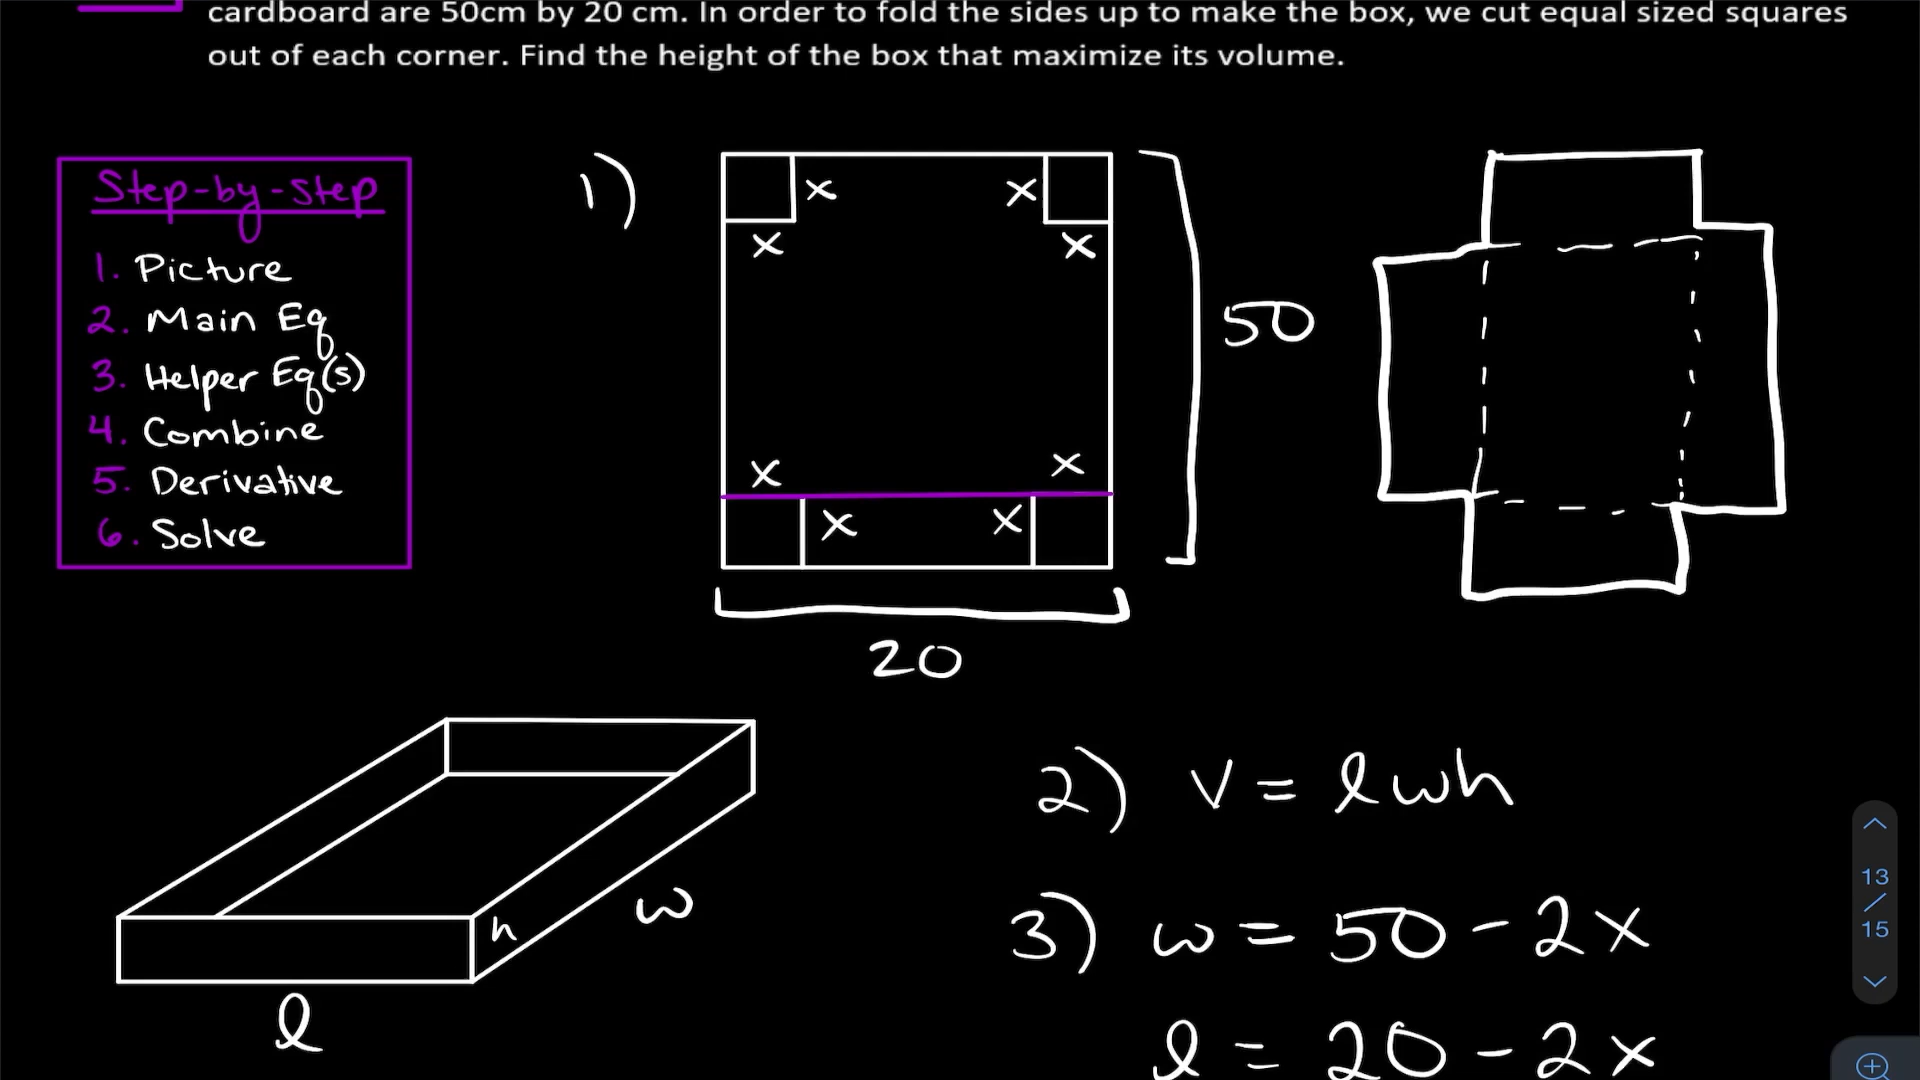 cardboard are 50cm by 20 cm. In order to fold the sides up to make the box, we cut equal sized squares
out of each corner. Find the height of the box that maximize its volume.
Step-by-step
1. Picture
2. Main Eq
3. Helper Eq(s)
4. Combine
5. Derivative
6. Solve
1)
x x
x x
50
x x
x x
20
h
w
l
2) V = lwh
3) w = 50 - 2x
l = 20 - 2x
13
/
15